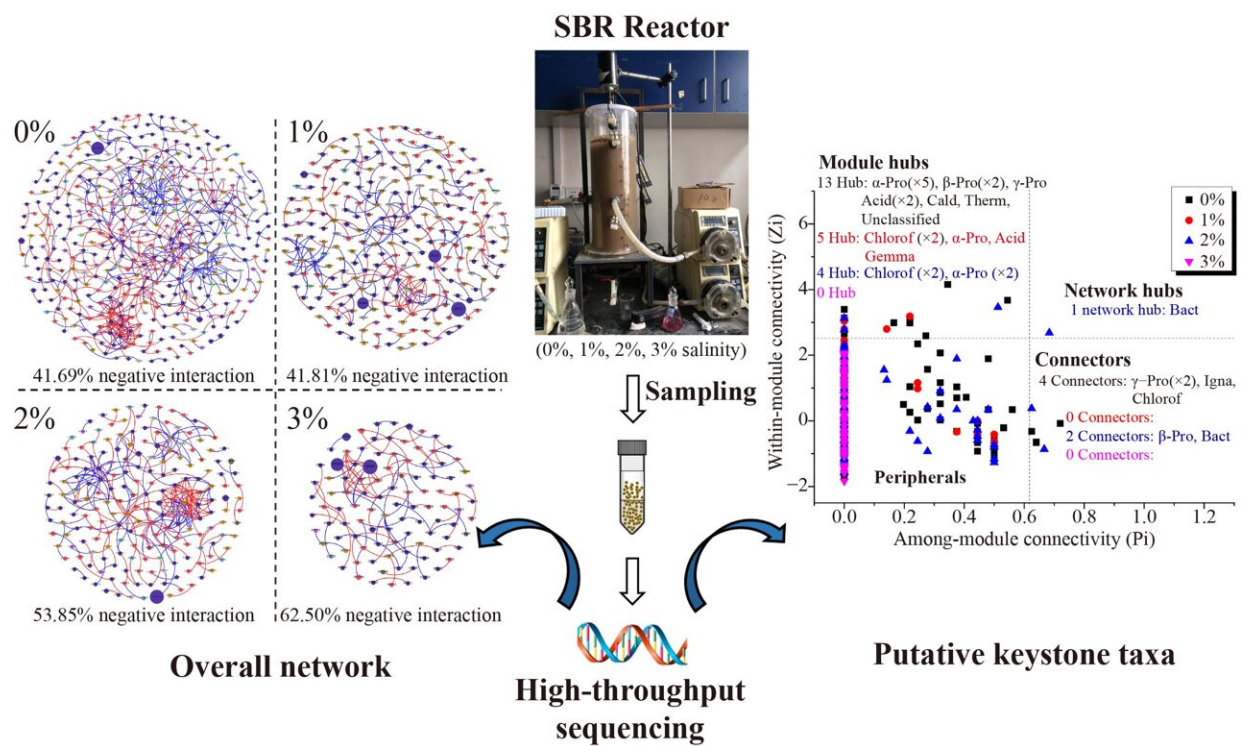 SBR Reactor
0%
1%
41.69% negative interaction
41.81% negative interaction
2%
3%
53.85% negative interaction
62.50% negative interaction
Overall network
(0%, 1%, 2%, 3% salinity)
Sampling
High-throughput
sequencing
Module hubs
13 Hub: α-Pro(×5), β-Pro(×2), γ-Pro
Acid(×2), Cald, Therm,
Unclassified
5 Hub: Chlorof (×2), α-Pro, Acid
Gemma
4 Hub: Chlorof (×2), α-Pro (×2)
0 Hub
0%
1%
2%
3%
Network hubs
1 network hub: Bact
Connectors
4 Connectors: γ−Pro(×2), Igna,
Chlorof
0 Connectors:
2 Connectors: β-Pro, Bact
0 Connectors:
Peripherals
Within-module connectivity (Zi)
6
4
2
0
−2
0.0 0.2 0.4 0.6 0.8 1.0 1.2
Among-module connectivity (Pi)
Putative keystone taxa